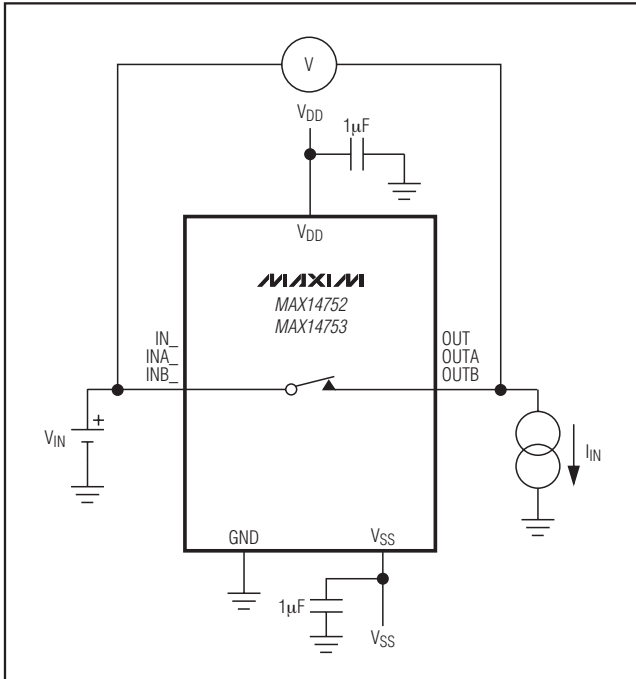 V
VDD
1µF
VDD
MAXIM
MAX14752
MAX14753
IN_
INA_
INB_
OUT
OUTA
OUTB
+
VIN
IIN
GND
VSS
1µF
VSS